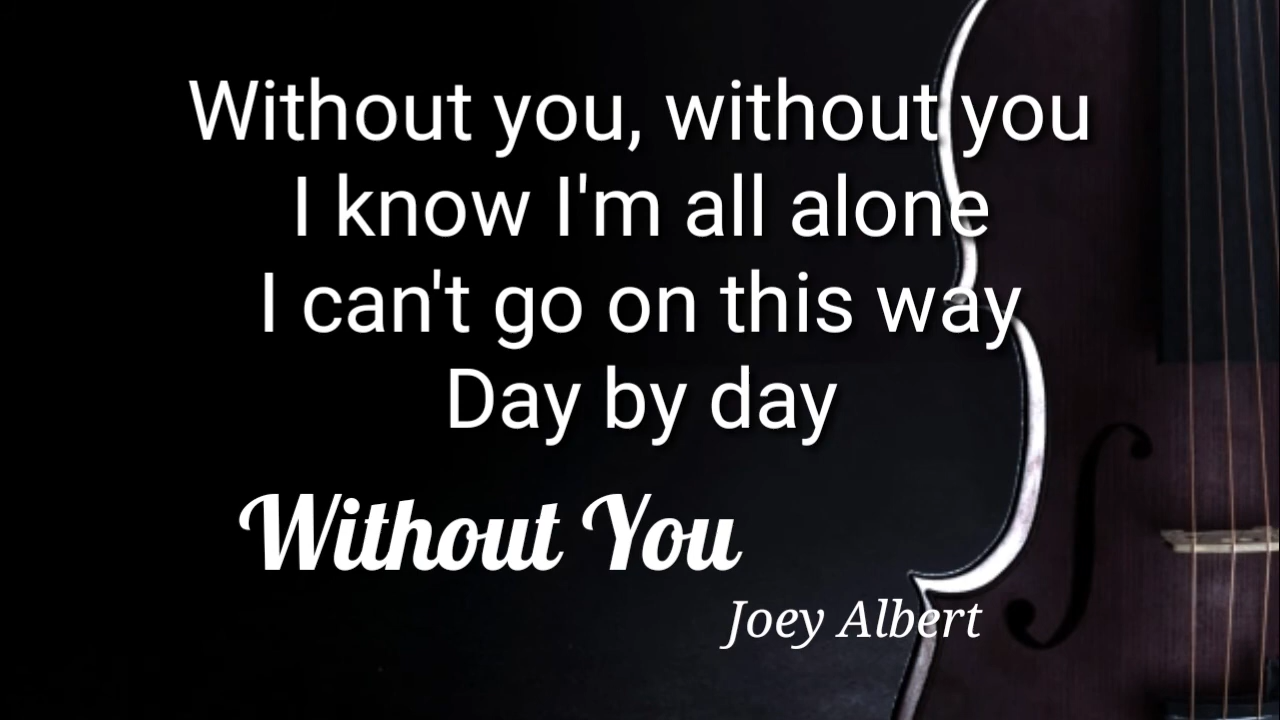 Without you, without you
I know I'm all alone
I can't go on this way
Day by day
Without You
Joey Albert